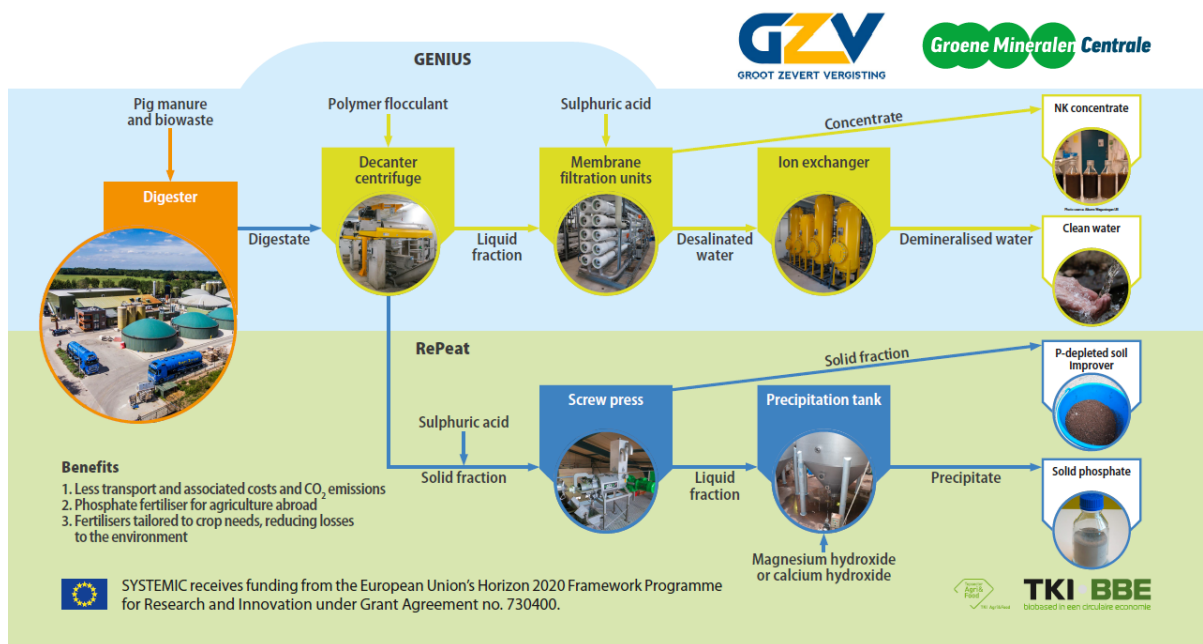 GENIUS
GZV
GROOT ZEVERT VERGISTING
Groene Mineralen Centrale
Pig manure
and biowaste
Polymer flocculant
Sulphuric acid
Concentrate
NK concentrate
Digester
Decanter
centrifuge
Membrane
filtration units
Ion exchanger
Digestate
Liquid
fraction
Desalinated
water
Demineralised water
Clean water
RePeat
Solid fraction
P-depleted soil
Improver
Screw press
Precipitation tank
Sulphuric acid
Solid fraction
Liquid
fraction
Precipitate
Solid phosphate
Magnesium hydroxide
or calcium hydroxide
Benefits
1. Less transport and associated costs and CO₂ emissions
2. Phosphate fertiliser for agriculture abroad
3. Fertilisers tailored to crop needs, reducing losses
to the environment
SYSTEMIC receives funding from the European Union's Horizon 2020 Framework Programme
for Research and Innovation under Grant Agreement no. 730400.
Agri&
Food
TKI Agri&Food
TKI BBE
biobased in een circulaire economie